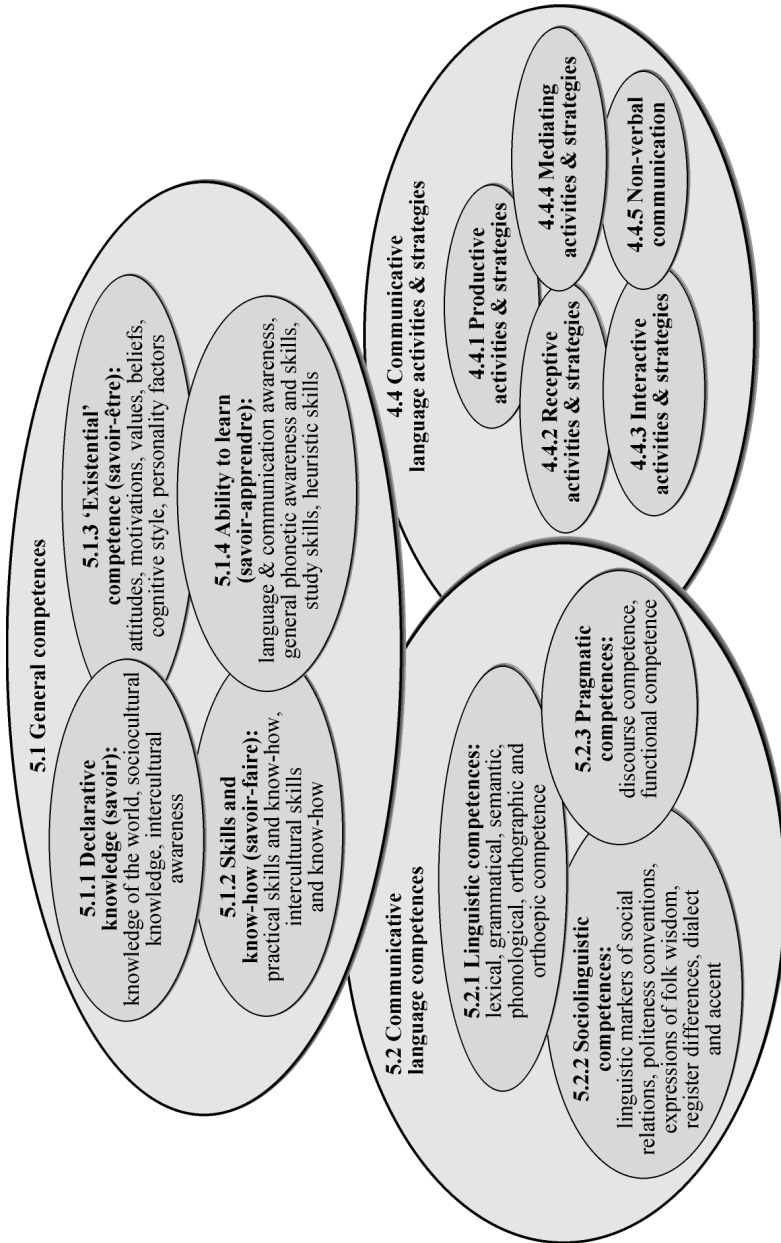 5.1 General competences
5.1.1 Declarative
knowledge (savoir):
knowledge of the world, sociocultural
knowledge, intercultural
awareness
5.1.3 ‘Existential’
competence (savoir-être):
attitudes, motivations, values, beliefs,
cognitive style, personality factors
5.1.2 Skills and
know-how (savoir-faire):
practical skills and know-how,
intercultural skills
and know-how
5.1.4 Ability to learn
(savoir-apprendre):
language & communication awareness,
general phonetic awareness and skills,
study skills, heuristic skills
5.2 Communicative
language competences
5.2.1 Linguistic competences:
lexical, grammatical, semantic,
phonological, orthographic and
orthoepic competence
5.2.2 Sociolinguistic
competences:
linguistic markers of social
relations, politeness conventions,
expressions of folk wisdom,
register differences, dialect
and accent
5.2.3 Pragmatic
competences:
discourse competence,
functional competence
4.4 Communicative
language activities & strategies
4.4.1 Productive
activities & strategies
4.4.2 Receptive
activities & strategies
4.4.4 Mediating
activities & strategies
4.4.3 Interactive
activities & strategies
4.4.5 Non-verbal
communication